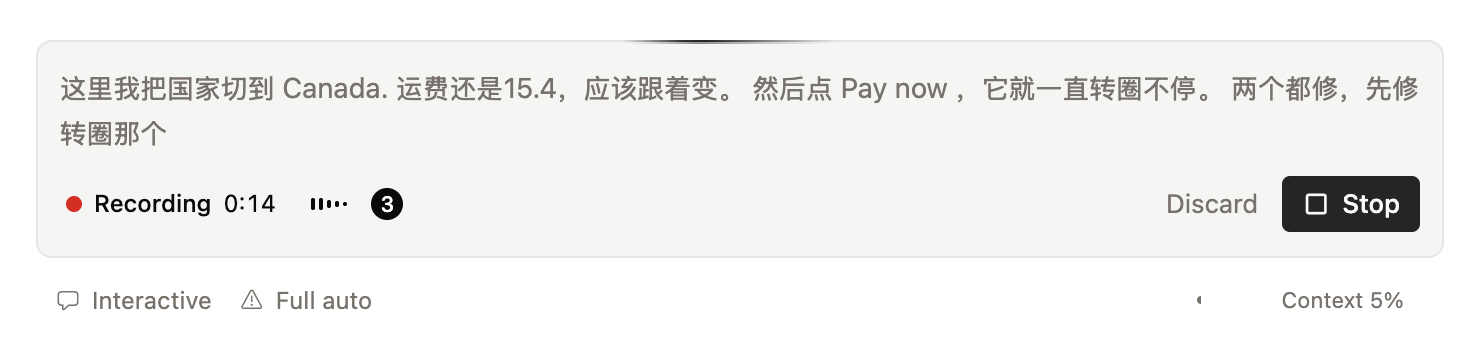 这里我把国家切到 Canada. 运费还是15.4，应该跟着变。 然后点 Pay now ，它就一直转圈不停。 两个都修，先修
转圈那个
Recording 0:14 3 Discard Stop
Interactive Full auto Context 5%